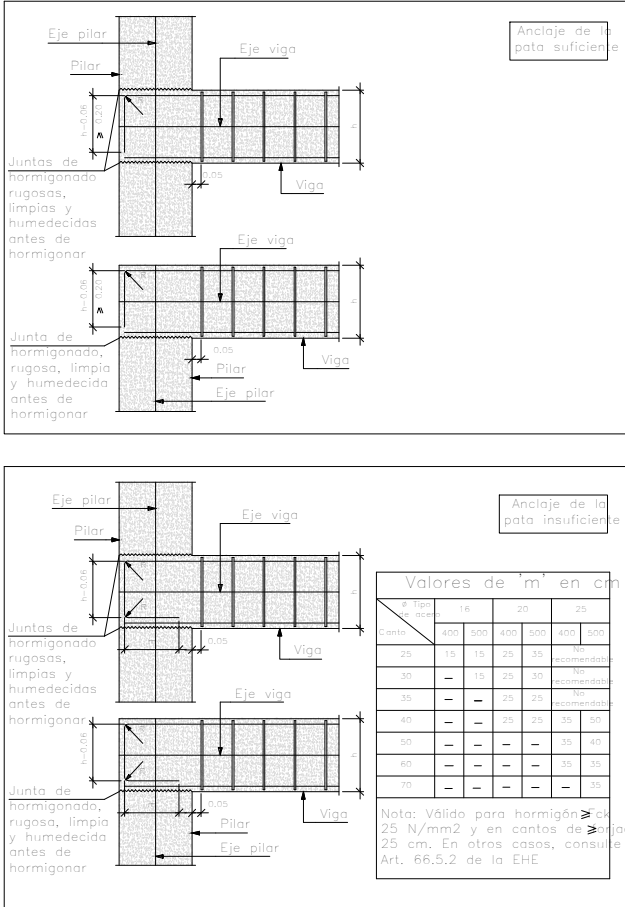 Anclaje de la
pata suficiente
Eje pilar
Eje viga
Pilar
h-0.06
0.20
h
0.05
Viga
Juntas de
hormigonado
rugosas,
limpias y
humedecidas
antes de
hormigonar
Eje viga
h-0.06
0.20
h
0.05
Viga
Pilar
Eje pilar
Junta de
hormigonado,
rugosa, limpia
y humedecida
antes de
hormigonar
Anclaje de la
pata insuficiente
Eje pilar
Eje viga
Pilar
h-0.06
h
0.05
Viga
Juntas de
hormigonado
rugosas,
limpias y
humedecidas
antes de
hormigonar
Eje viga
h-0.06
h
0.05
Viga
Pilar
Eje pilar
Junta de
hormigonado,
rugosa, limpia
y humedecida
antes de
hormigonar
Valores de 'm' en cm
ø Tipo de acero 16 20 25
Canto 400 500 400 500 400 500
25 15 15 25 35 No recomendable
30 – 15 25 30 No recomendable
35 – – 25 25 No recomendable
40 – – 25 25 35 50
50 – – – – 35 40
60 – – – – 35 35
70 – – – – – 35
Nota: Válido para hormigón ≥ Fck
25 N/mm2 y en cantos de ≥
25 cm. En otros casos, consulte
Art. 66.5.2 de la EHE